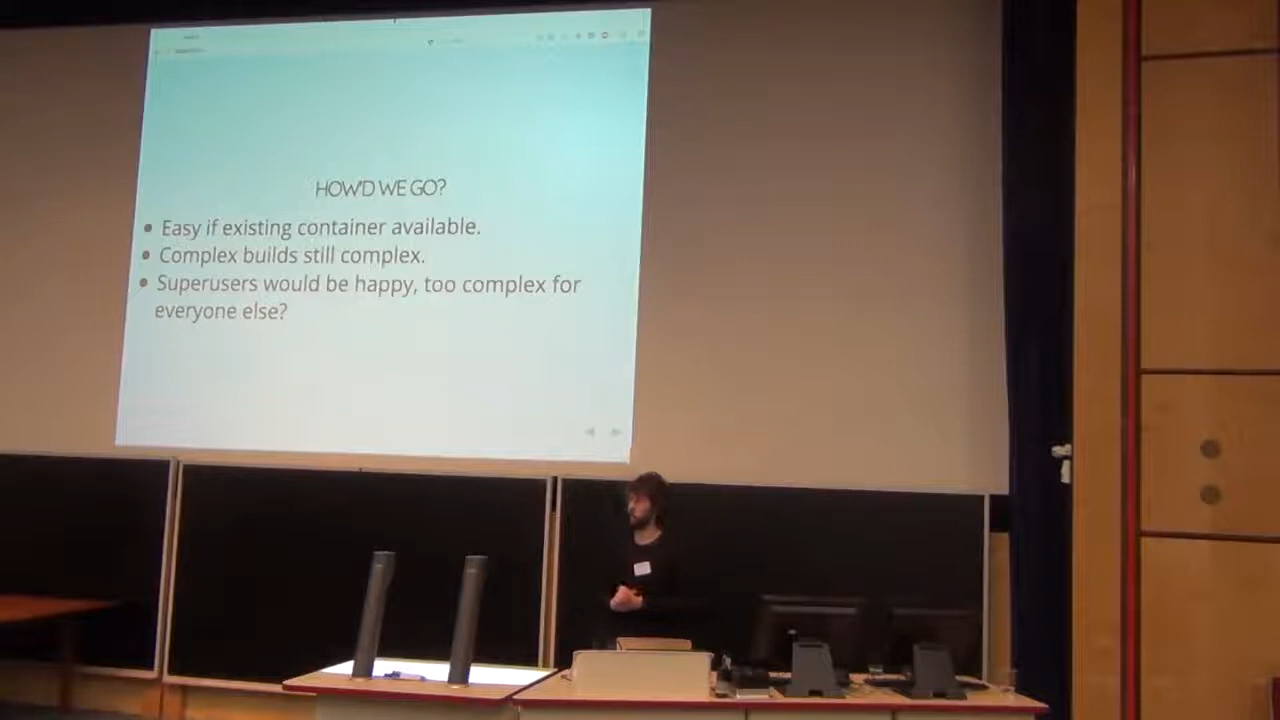 HOW'D WE GO?
Easy if existing container available.
Complex builds still complex.
Superusers would be happy, too complex for
everyone else?